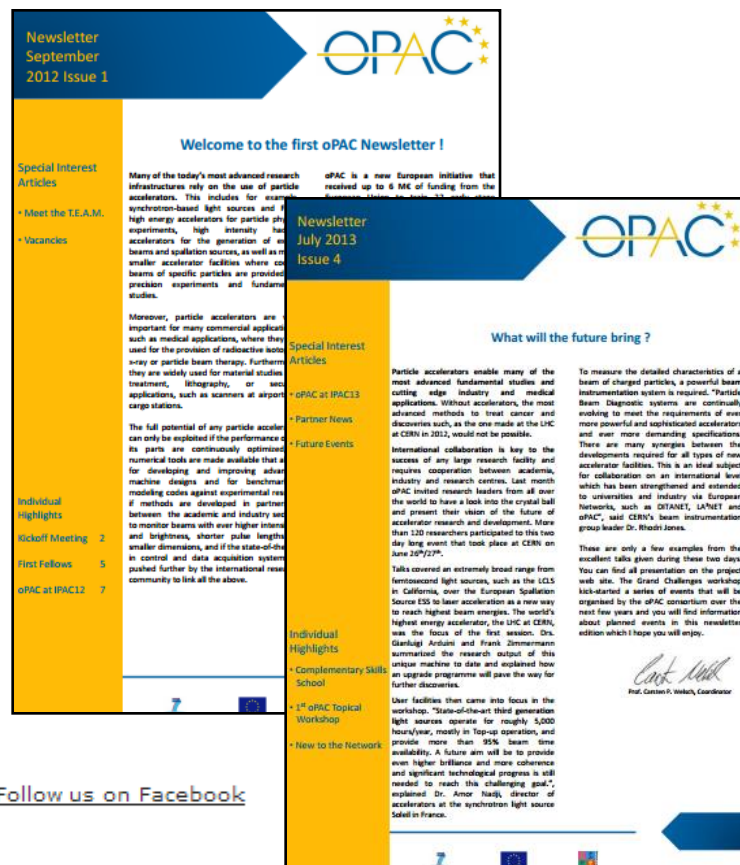 Newsletter
September
2012 Issue 1
OPAC
Welcome to the first oPAC Newsletter !
Special Interest
Articles
• Meet the T.E.A.M.
• Vacancies
Individual
Highlights
Kickoff Meeting 2
First Fellows 5
oPAC at IPAC12 7
Many of the today's most advanced research
infrastructures rely on the use of particle
accelerators. This includes for
synchrotron-based light sources and
high energy accelerators for particle
experiments, high intensity
accelerators for the generation of
beams and spallation sources, as well as
smaller accelerator facilities where
beams of specific particles are provided
precision experiments and
studies.
Moreover, particle accelerators are
important for many commercial
such as medical applications, where they
used for the provision of radioactive
x-ray or particle beam therapy.
they are widely used for material studies
treatment, lithography, or
applications, such as scanners at
cargo stations.
The full potential of any particle
can only be exploited if the performance
its parts are continuously optimized
numerical tools are made available that
for developing and improving
machine designs and for
modeling codes against experimental
if methods are developed in
between the academic and industry
to monitor beams with ever higher
and brightness, shorter pulse
smaller dimensions, and if the
in control and data acquisition
pushed further by the international
community to link all the above.
oPAC is a new European initiative that
received up to 6 M€ of funding from the
Newsletter
July 2013
Issue 4
OPAC
What will the future bring ?
Special Interest
Articles
• oPAC at IPAC13
• Partner News
• Future Events
Individual
Highlights
• Complementary Skills
School
• 1st oPAC Topical
Workshop
• New to the Network
Particle accelerators enable many of the
most advanced fundamental studies and
cutting edge industry and medical
applications. Without accelerators, the most
advanced methods to treat cancer and
discoveries such, as the one made at the LHC
at CERN in 2012, would not be possible.
International collaboration is key to the
success of any large research facility and
requires cooperation between academia,
industry and research centres. Last month
oPAC invited research leaders from all over
the world to have a look into the crystal ball
and present their vision of the future of
accelerator research and development. More
than 120 researchers participated to this two
day long event that took place at CERN on
June 26th/27th.
Talks covered an extremely broad range from
femtosecond light sources, such as the LCLS
in California, over the European Spallation
Source ESS to laser acceleration as a new way
to reach highest beam energies. The world's
highest energy accelerator, the LHC at CERN,
was the focus of the first session. Drs.
Gianluigi Arduini and Frank Zimmermann
summarized the research output of this
unique machine to date and explained how
an upgrade programme will pave the way for
further discoveries.
User facilities then came into focus in the
workshop. "State-of-the-art third generation
light sources operate for roughly 5,000
hours/year, mostly in Top-up operation, and
provide more than 95% beam time
availability. A future aim will be to provide
even higher brilliance and more coherence
and significant technological progress is still
needed to reach this challenging goal.",
explained Dr. Amor Nadji, director of
accelerators at the synchrotron light source
Soleil in France.
To measure the detailed characteristics of a
beam of charged particles, a powerful beam
instrumentation system is required. "Particle
Beam Diagnostic systems are continually
evolving to meet the requirements of ever
more powerful and sophisticated accelerators
and ever more demanding specifications.
There are many synergies between the
developments required for all types of new
accelerator facilities. This is an ideal subject
for collaboration on an international level
which has been strengthened and extended
to universities and industry via European
Networks, such as DITANET, LA³NET and
oPAC", said CERN's beam instrumentation
group leader Dr. Rhodri Jones.
These are only a few examples from the
excellent talks given during these two days.
You can find all presentation on the project
web site. The Grand Challenges workshop
kick-started a series of events that will be
organised by the oPAC consortium over the
next few years and you will find information
about planned events in this newsletter
edition which I hope you will enjoy.
Prof. Carsten P. Welsch, Coordinator
Follow us on Facebook